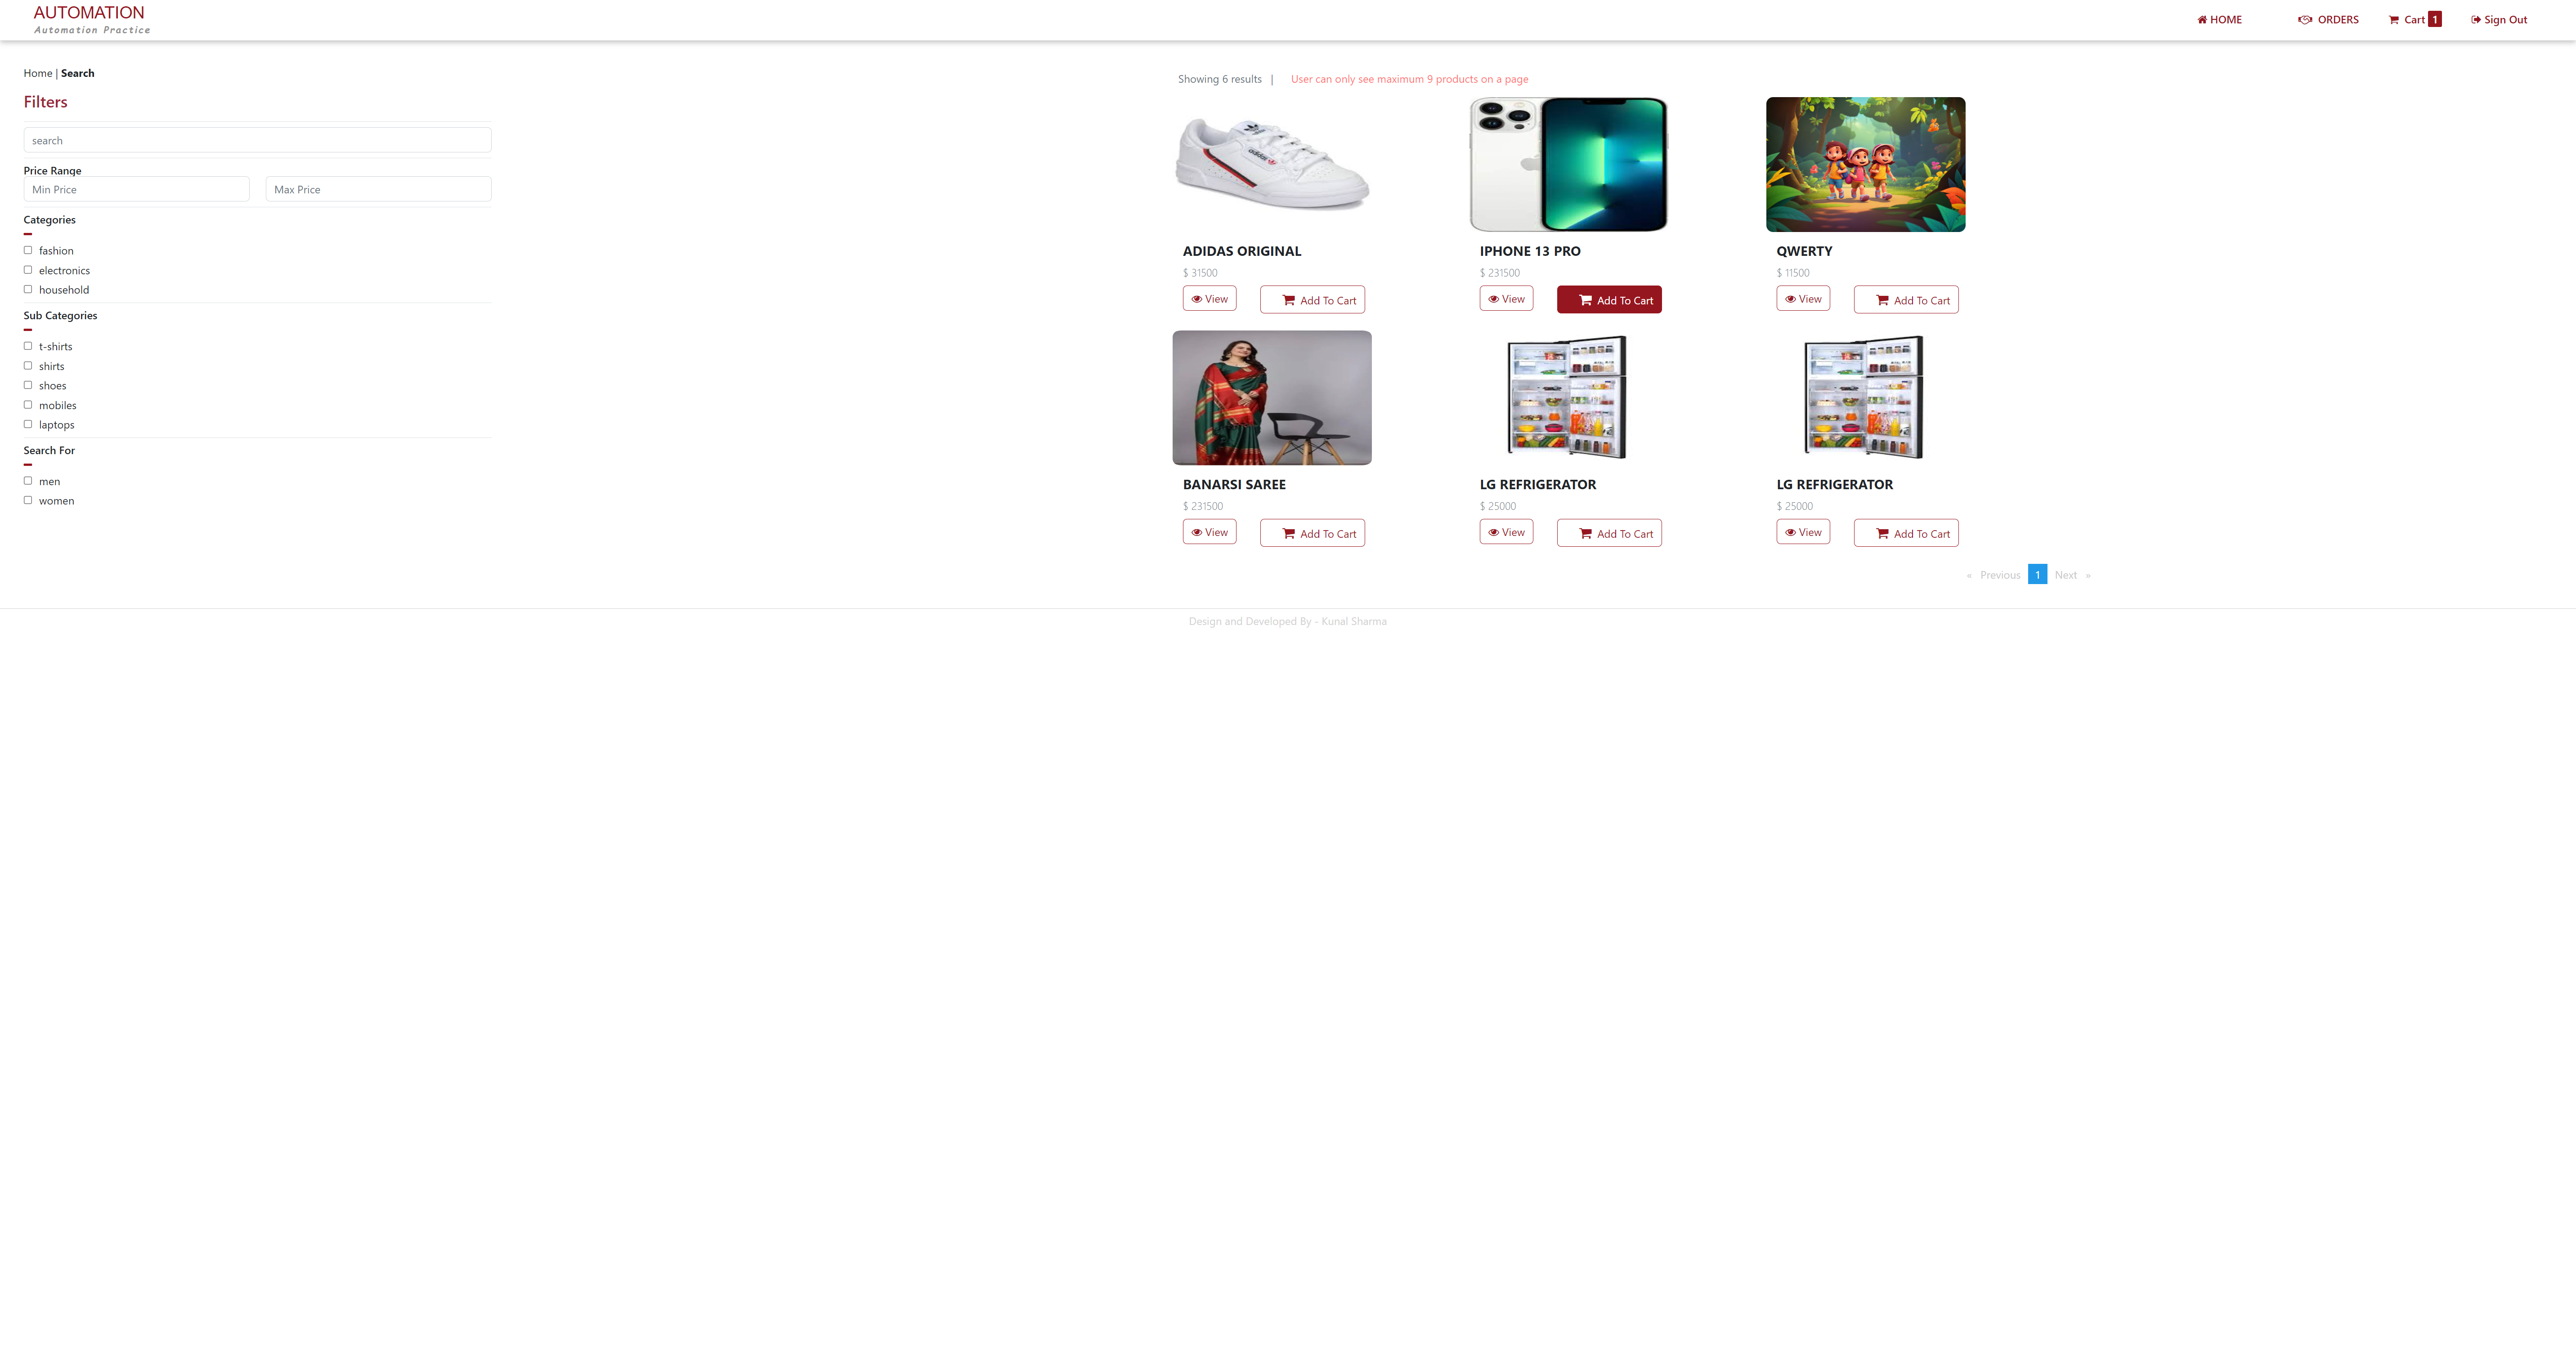 AUTOMATION
Automation Practice
HOME
ORDERS
Cart 1
Sign Out
Home | Search
Filters
search
Price Range
Min Price
Max Price
Categories
fashion
electronics
household
Sub Categories
t-shirts
shirts
shoes
mobiles
laptops
Search For
men
women
Showing 6 results |
User can only see maximum 9 products on a page
adidas
ADIDAS ORIGINAL
$ 31500
View
Add To Cart
IPHONE 13 PRO
$ 231500
View
Add To Cart
QWERTY
$ 11500
View
Add To Cart
BANARSI SAREE
$ 231500
View
Add To Cart
LG REFRIGERATOR
$ 25000
View
Add To Cart
LG REFRIGERATOR
$ 25000
View
Add To Cart
« Previous 1 Next »
Design and Developed By - Kunal Sharma